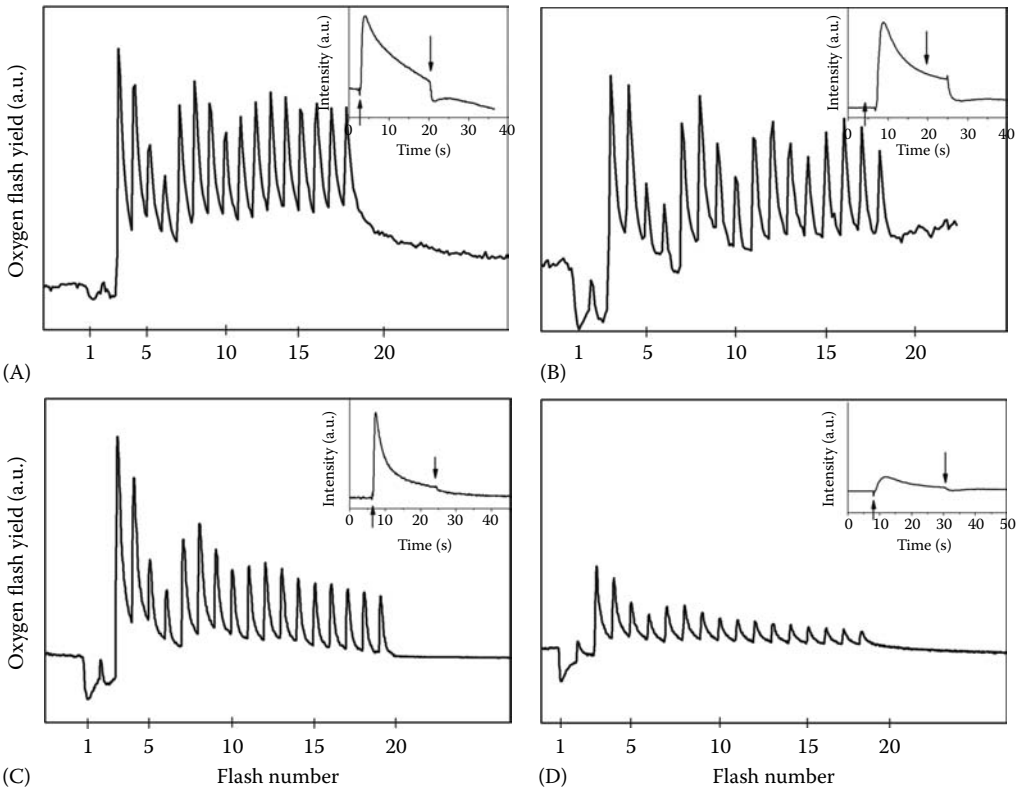 Oxygen flash yield (a.u.)
Intensity (a.u.)
0 10 20 30 40
Time (s)
1 5 10 15 20
(A)
Intensity (a.u.)
0 10 20 30 40
Time (s)
1 5 10 15 20
(B)
Oxygen flash yield (a.u.)
Intensity (a.u.)
0 10 20 30 40
Time (s)
1 5 10 15 20
(C)
Flash number
Intensity (a.u.)
0 10 20 30 40 50
Time (s)
1 5 10 15 20
(D)
Flash number